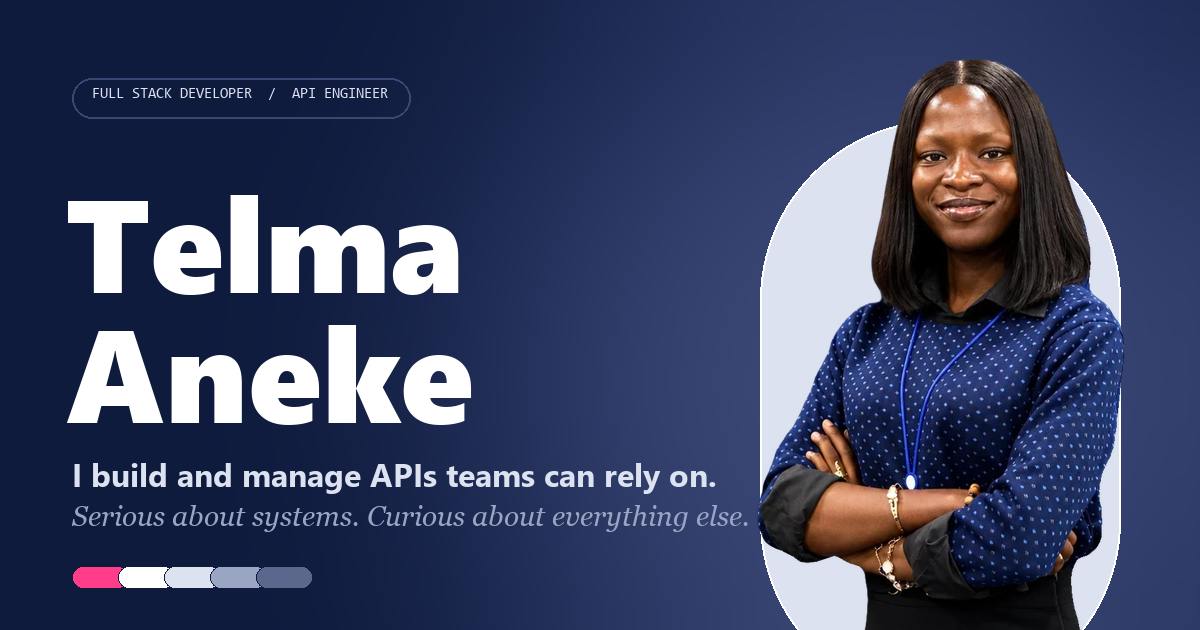 FULL STACK DEVELOPER / API ENGINEER
Telma
Aneke
I build and manage APIs teams can rely on.
Serious about systems. Curious about everything else.